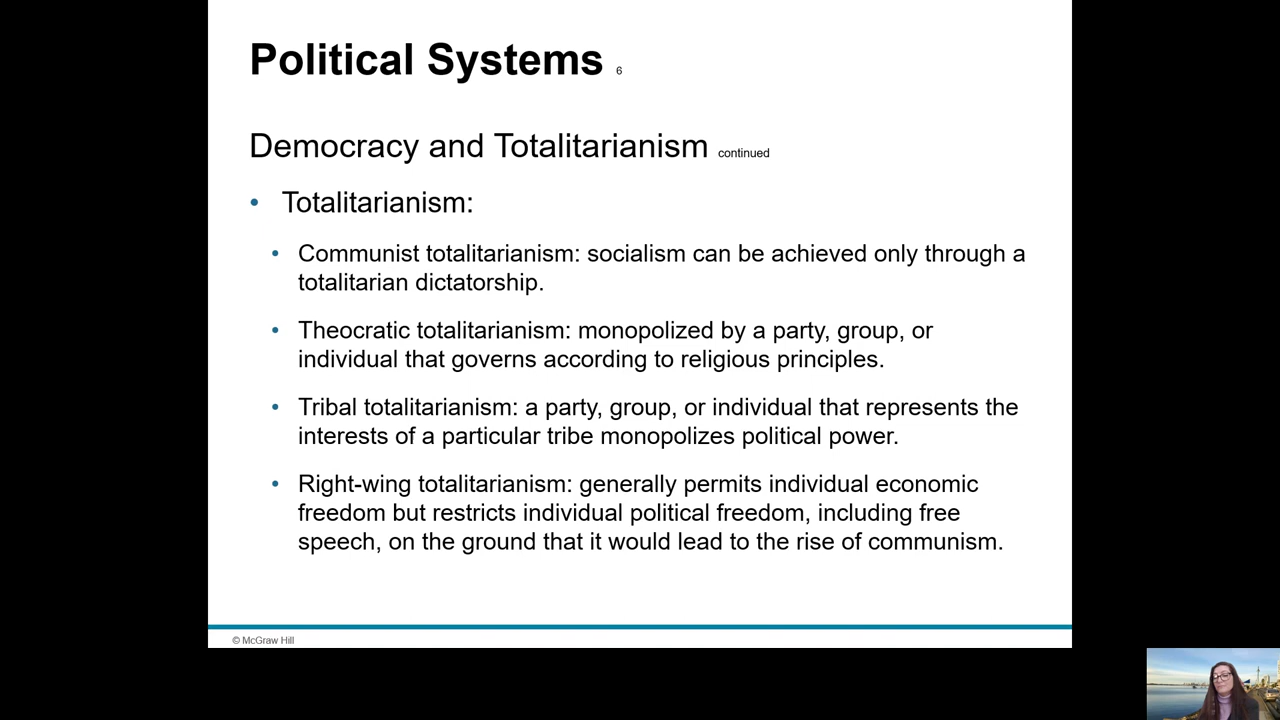 Political Systems 6
Democracy and Totalitarianism continued
• Totalitarianism:
• Communist totalitarianism: socialism can be achieved only through a
totalitarian dictatorship.
• Theocratic totalitarianism: monopolized by a party, group, or
individual that governs according to religious principles.
• Tribal totalitarianism: a party, group, or individual that represents the
interests of a particular tribe monopolizes political power.
• Right-wing totalitarianism: generally permits individual economic
freedom but restricts individual political freedom, including free
speech, on the ground that it would lead to the rise of communism.
© McGraw Hill